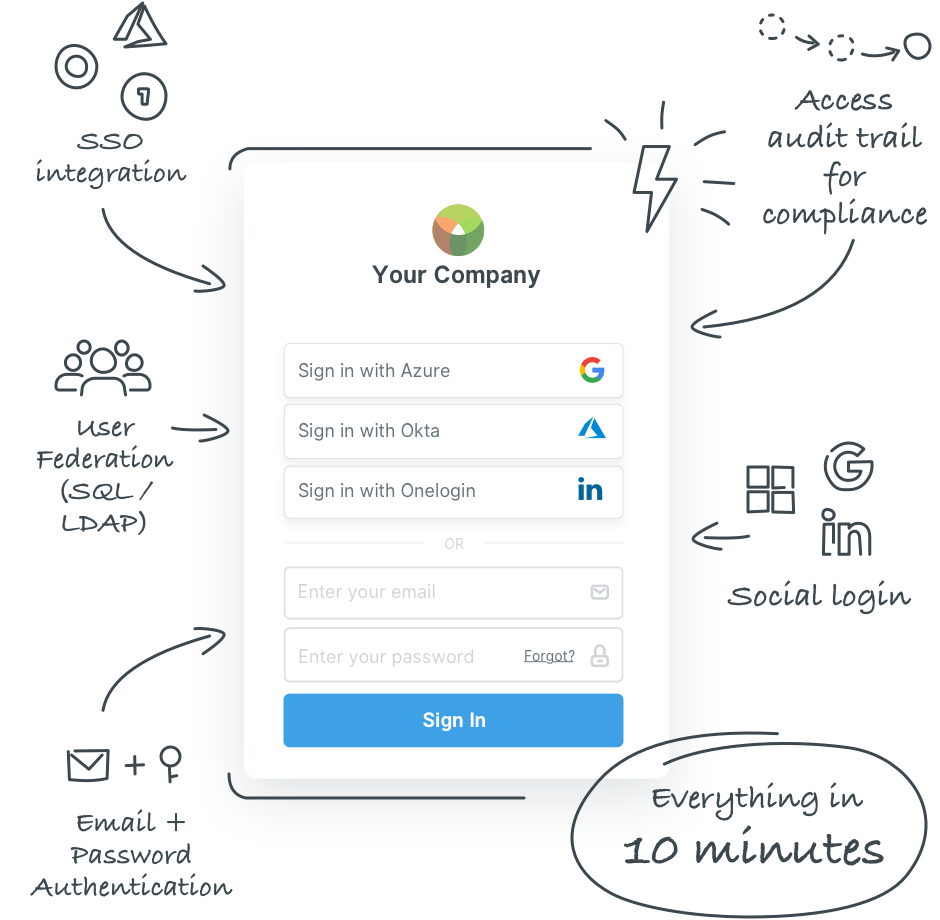 SSO
integration
Access
audit trail
for
compliance
Your Company
Sign in with Azure
Sign in with Okta
Sign in with Onelogin
OR
Enter your email
Enter your password
Forgot?
Sign In
User
Federation
(SQL /
LDAP)
Social login
Email +
Password
Authentication
Everything in
10 minutes